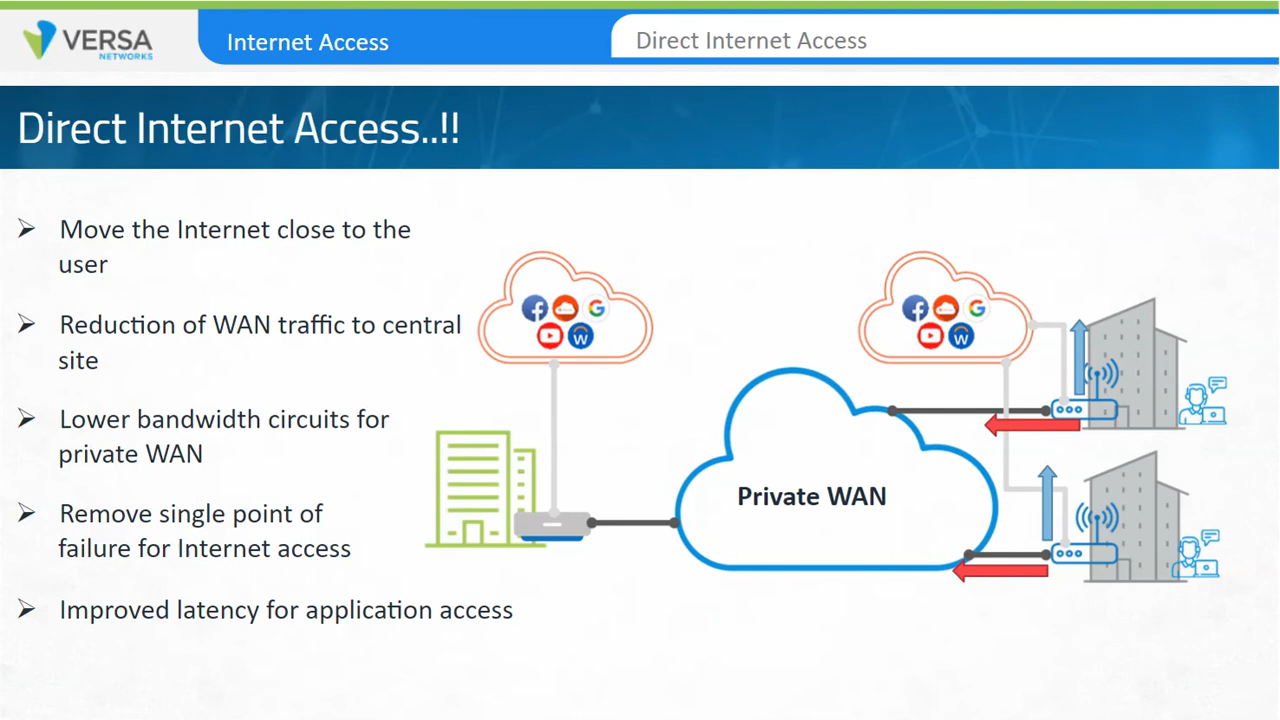 VERSA
NETWORKS
Internet Access
Direct Internet Access
Direct Internet Access..!!
➢ Move the Internet close to the
user
➢ Reduction of WAN traffic to central
site
➢ Lower bandwidth circuits for
private WAN
➢ Remove single point of
failure for Internet access
➢ Improved latency for application access
f
G
W
f
G
W
Private WAN